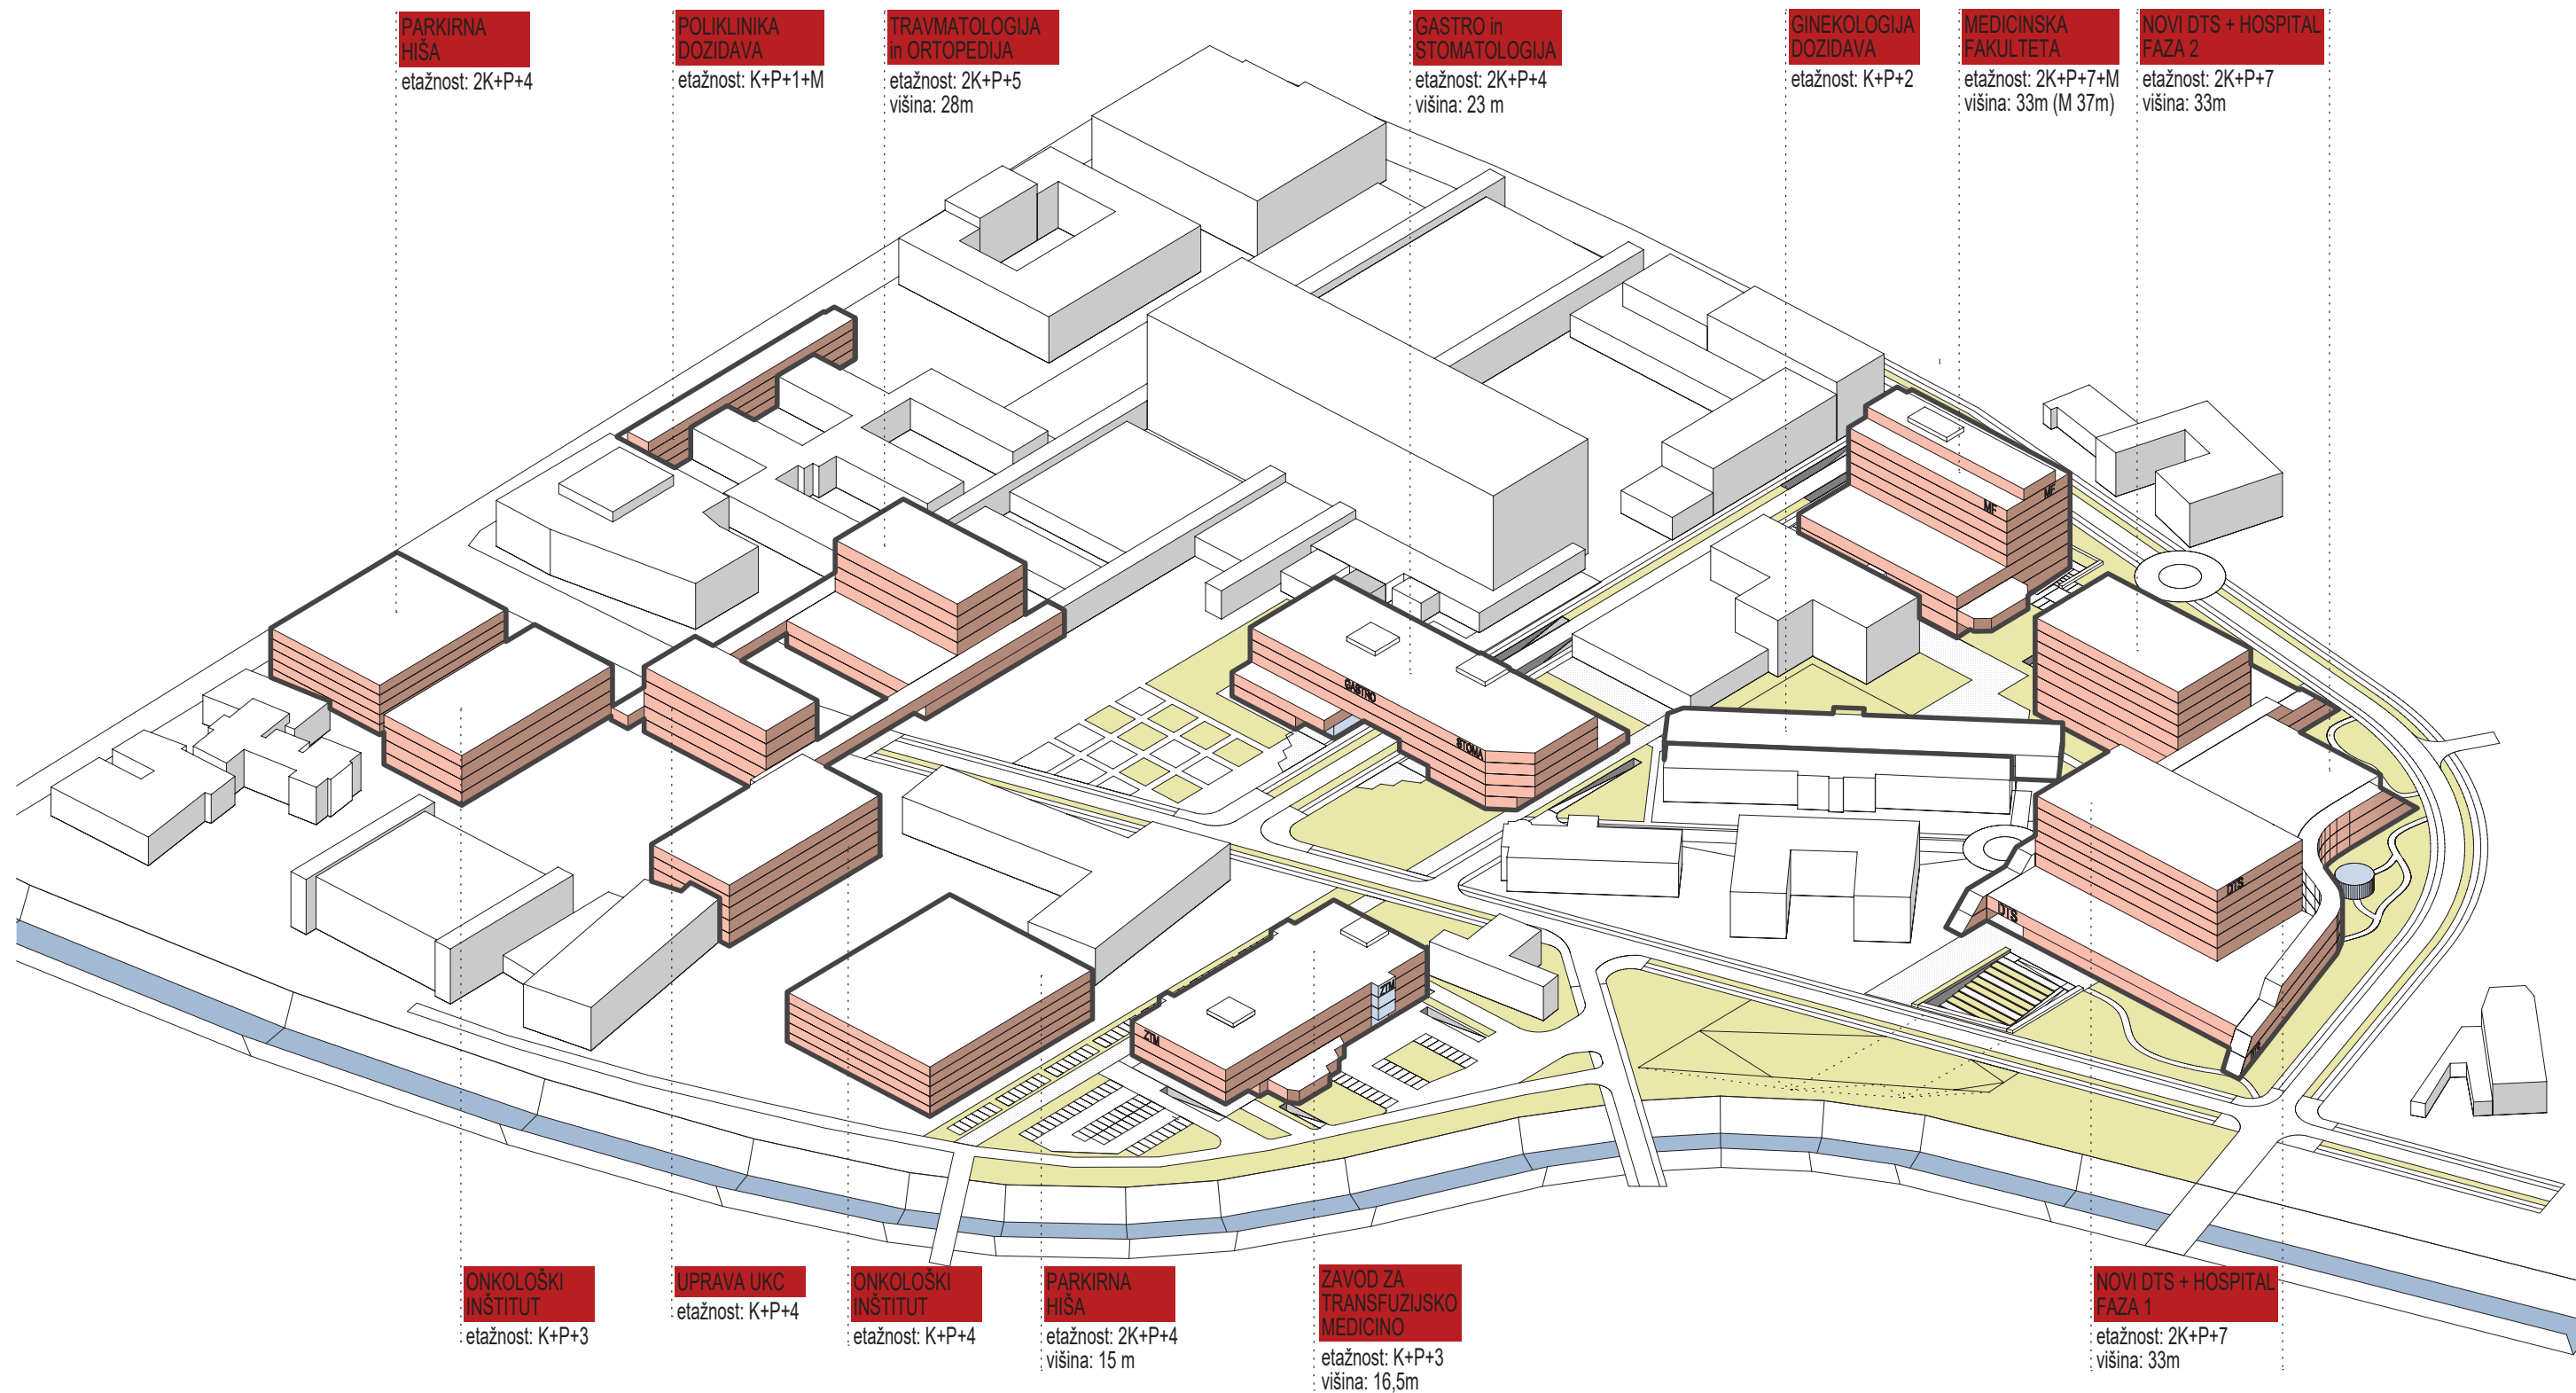 PARKIRNA
HIŠA
etažnost: 2K+P+4
POLIKLINIKA
DOZIDAVA
etažnost: K+P+1+M
TRAVMATOLOGIJA
in ORTOPEDIJA
etažnost: 2K+P+5
višina: 28m
GASTRO in
STOMATOLOGIJA
etažnost: 2K+P+4
višina: 23 m
GINEKOLOGIJA
DOZIDAVA
etažnost: K+P+2
MEDICINSKA
FAKULTETA
etažnost: 2K+P+7+M
višina: 33m (M 37m)
NOVI DTS + HOSPITAL
FAZA 2
etažnost: 2K+P+7
višina: 33m
MF
MF
GASTRO
STOMA
DTS
DTS
DTS
ZTM
ZTM
ONKOLOŠKI
INŠTITUT
etažnost: K+P+3
UPRAVA UKC
etažnost: K+P+4
ONKOLOŠKI
INŠTITUT
etažnost: K+P+4
PARKIRNA
HIŠA
etažnost: 2K+P+4
višina: 15 m
ZAVOD ZA
TRANSFUZIJSKO
MEDICINO
etažnost: K+P+3
višina: 16,5m
NOVI DTS + HOSPITAL
FAZA 1
etažnost: 2K+P+7
višina: 33m